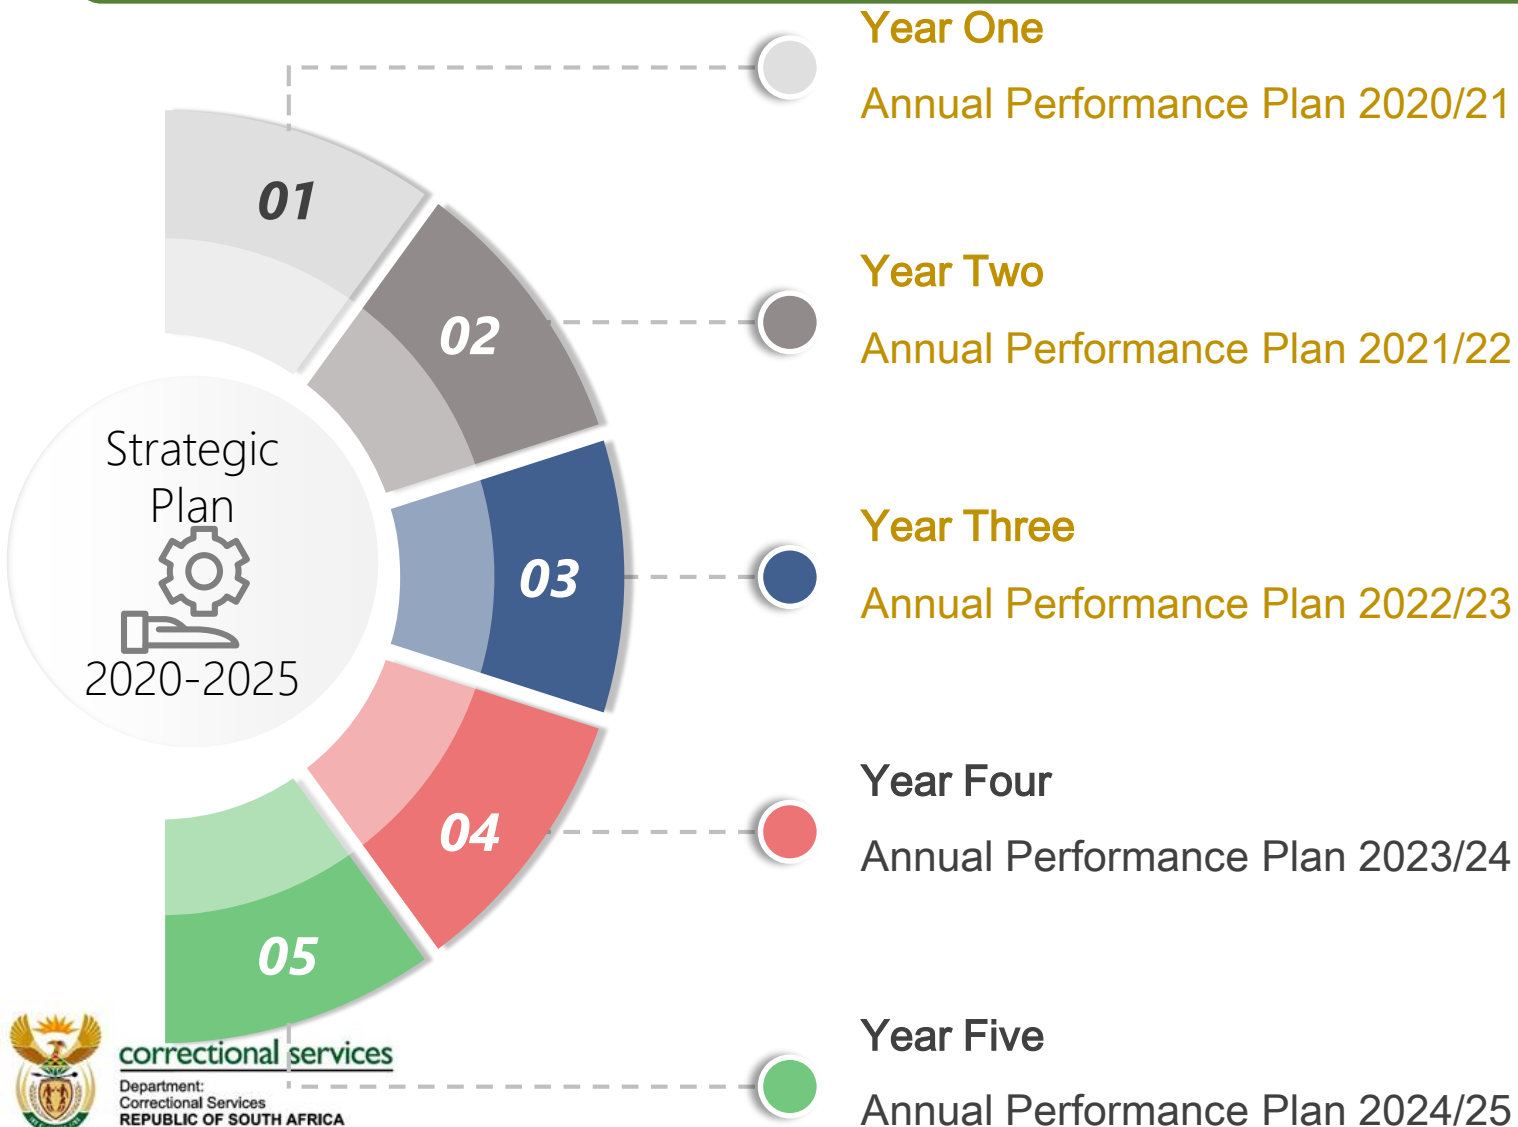 Year One
Annual Performance Plan 2020/21
01
Year Two
Annual Performance Plan 2021/22
02
Strategic
Plan
2020-2025
Year Three
Annual Performance Plan 2022/23
03
Year Four
Annual Performance Plan 2023/24
04
Year Five
Annual Performance Plan 2024/25
05
correctional services
Department:
Correctional Services
REPUBLIC OF SOUTH AFRICA